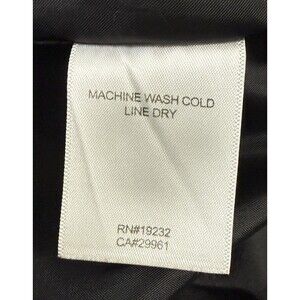 MACHINE WASH COLD
LINE DRY
RN#19232
CA#29961